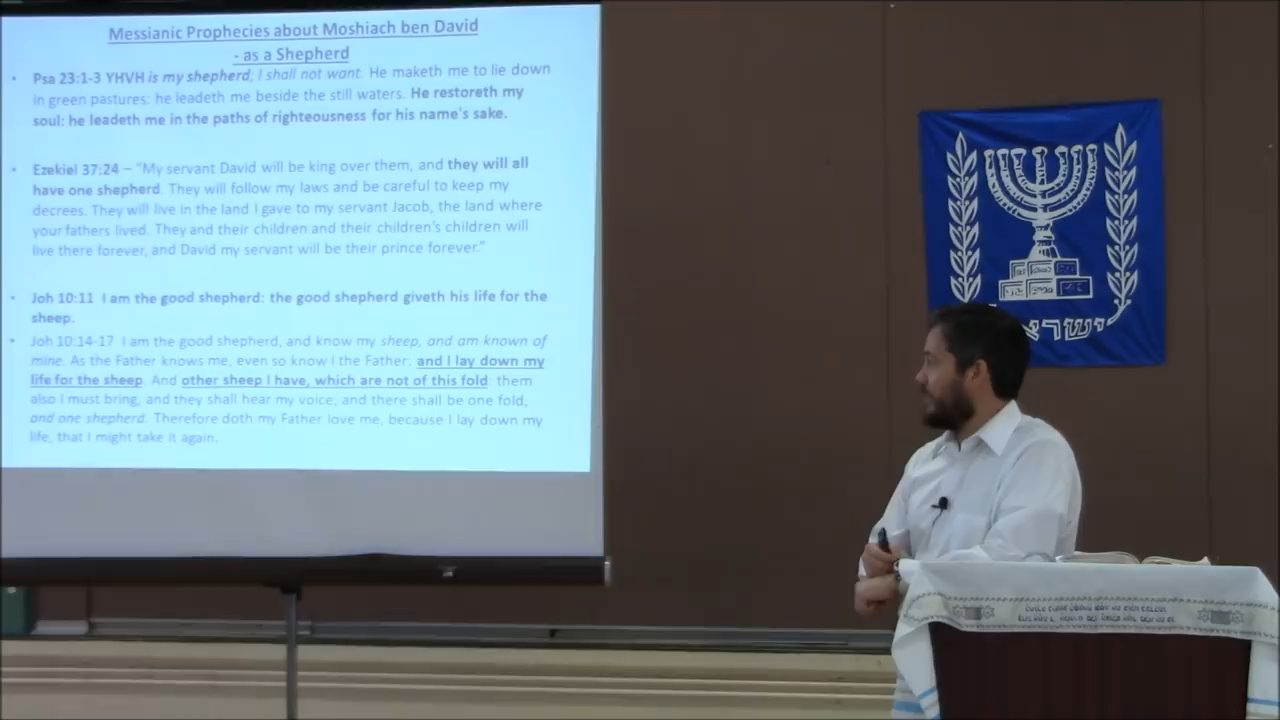 Messianic Prophecies about Moshiach ben David
- as a Shepherd
• Psa 23:1-3 YHVH is my shepherd; I shall not want. He maketh me to lie down
in green pastures: he leadeth me beside the still waters. He restoreth my
soul: he leadeth me in the paths of righteousness for his name's sake.
• Ezekiel 37:24 – "My servant David will be king over them, and they will all
have one shepherd. They will follow my laws and be careful to keep my
decrees. They will live in the land I gave to my servant Jacob, the land where
your fathers lived. They and their children and their children's children will
live there forever, and David my servant will be their prince forever."
• Joh 10:11 I am the good shepherd: the good shepherd giveth his life for the
sheep.
• Joh 10:14-17 I am the good shepherd, and know my sheep, and am known of
mine. As the Father knows me, even so know I the Father: and I lay down my
life for the sheep. And other sheep I have, which are not of this fold: them
also I must bring, and they shall hear my voice; and there shall be one fold,
and one shepherd. Therefore doth my Father love me, because I lay down my
life, that I might take it again.
ישראל